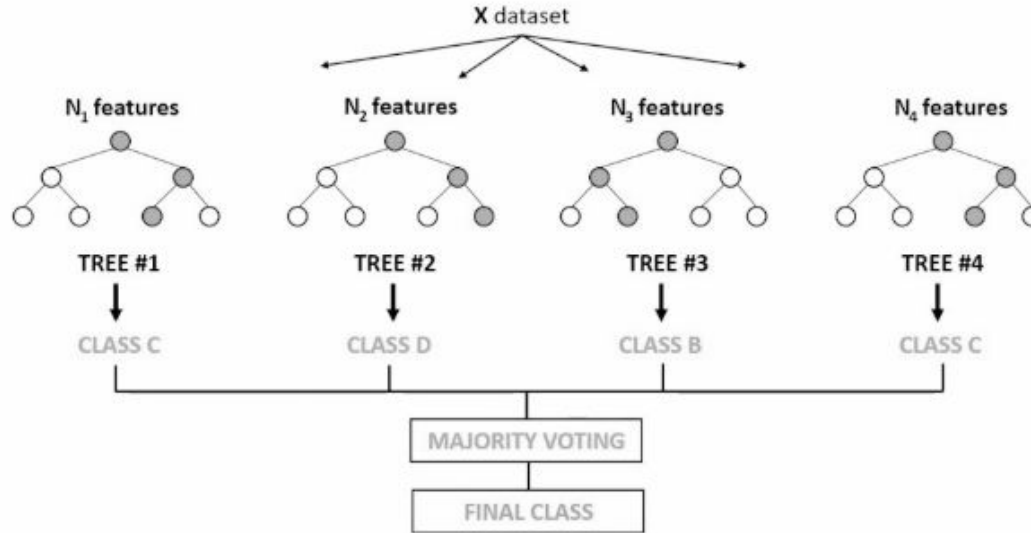 X dataset
N₁ features
N₂ features
N₃ features
N₄ features
TREE #1
TREE #2
TREE #3
TREE #4
CLASS C
CLASS D
CLASS B
CLASS C
MAJORITY VOTING
FINAL CLASS